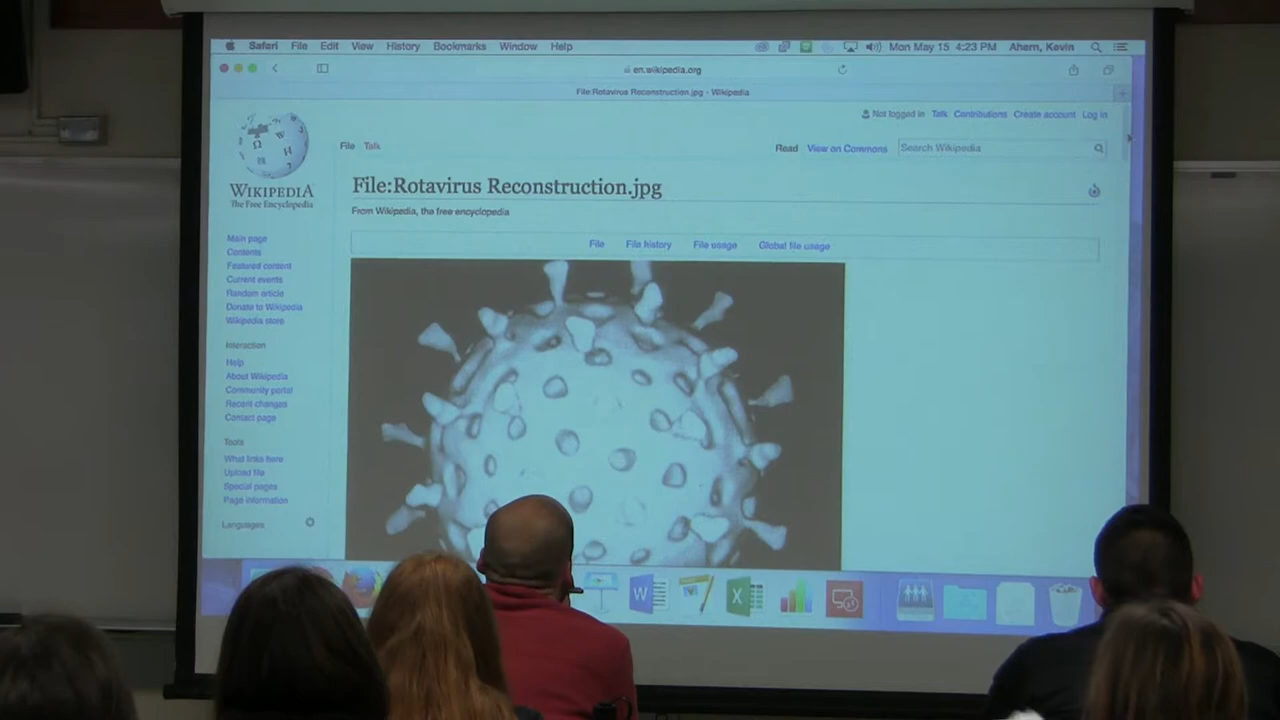 Safari File Edit View History Bookmarks Window Help Mon May 15 4:23 PM Ahern, Kevin
en.wikipedia.org
File:Rotavirus Reconstruction.jpg - Wikipedia
Not logged in Talk Contributions Create account Log in
File Talk Read View on Commons Search Wikipedia
WIKIPEDIA
The Free Encyclopedia
File:Rotavirus Reconstruction.jpg
From Wikipedia, the free encyclopedia
File File history File usage Global file usage
Main page
Contents
Featured content
Current events
Random article
Donate to Wikipedia
Wikipedia store
Interaction
Help
About Wikipedia
Community portal
Recent changes
Contact page
Tools
What links here
Upload file
Special pages
Page information
Languages
W
X